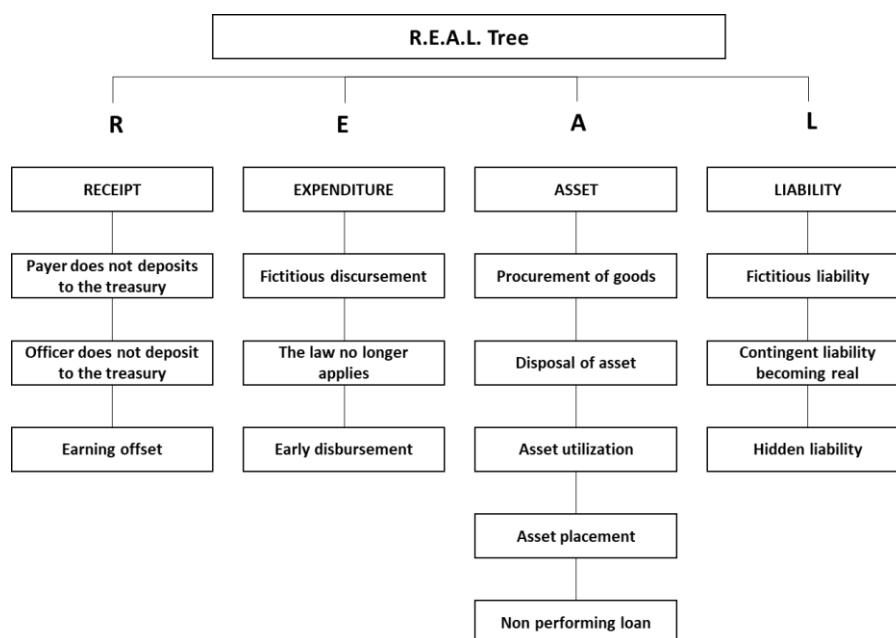 R.E.A.L. Tree
R
E
A
L
RECEIPT
EXPENDITURE
ASSET
LIABILITY
Payer does not deposits
to the treasury
Fictitious discursement
Procurement of goods
Fictitious liability
Officer does not deposit
to the treasury
The law no longer
applies
Disposal of asset
Contingent liability
becoming real
Earning offset
Early disbursement
Asset utilization
Hidden liability
Asset placement
Non performing loan